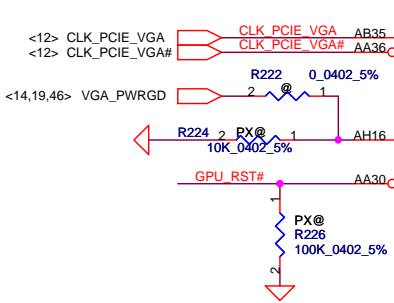 <12> CLK_PCIE_VGA CLK_PCIE_VGA AB35
<12> CLK_PCIE_VGA# CLK_PCIE_VGA# AA36
R222 0_0402_5%
@
<14,19,46> VGA_PWRGD 2 1
R224 2 PX@ 1 AH16
10K_0402_5%
GPU_RST# AA30
1
PX@
R226
100K_0402_5%
2